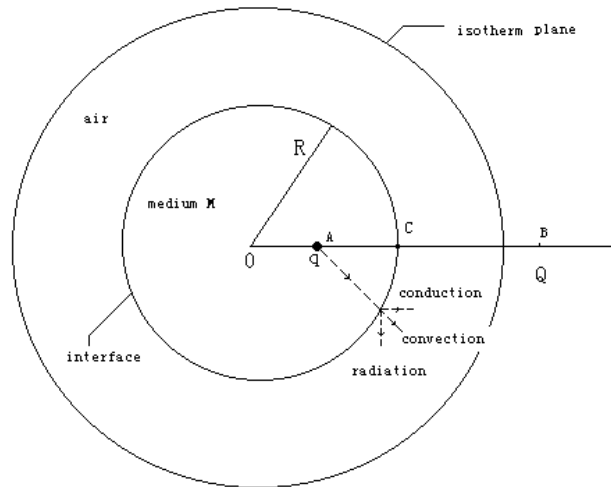 isotherm plane
air
R
medium M
A
C
B
O
q
Q
conduction
convection
interface
radiation